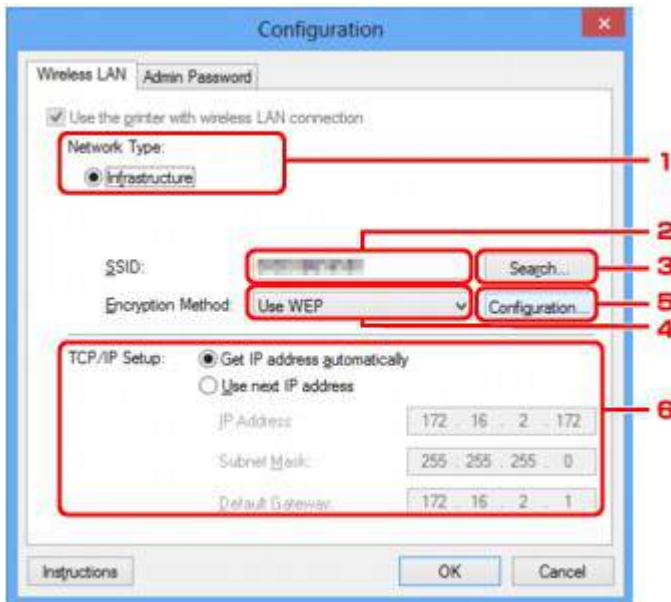 Configuration
Wireless LAN
Admin Password
Use the printer with wireless LAN connection
Network Type:
1
Infrastructure
2
SSID:
Search...
3
Encryption Method:
Use WEP
Configuration...
5
4
TCP/IP Setup:
Get IP address automatically
Use next IP address
6
IP Address:
172 . 16 . 2 . 172
Subnet Mask:
255 . 255 . 255 . 0
Default Gateway:
172 . 16 . 2 . 1
Instructions
OK
Cancel